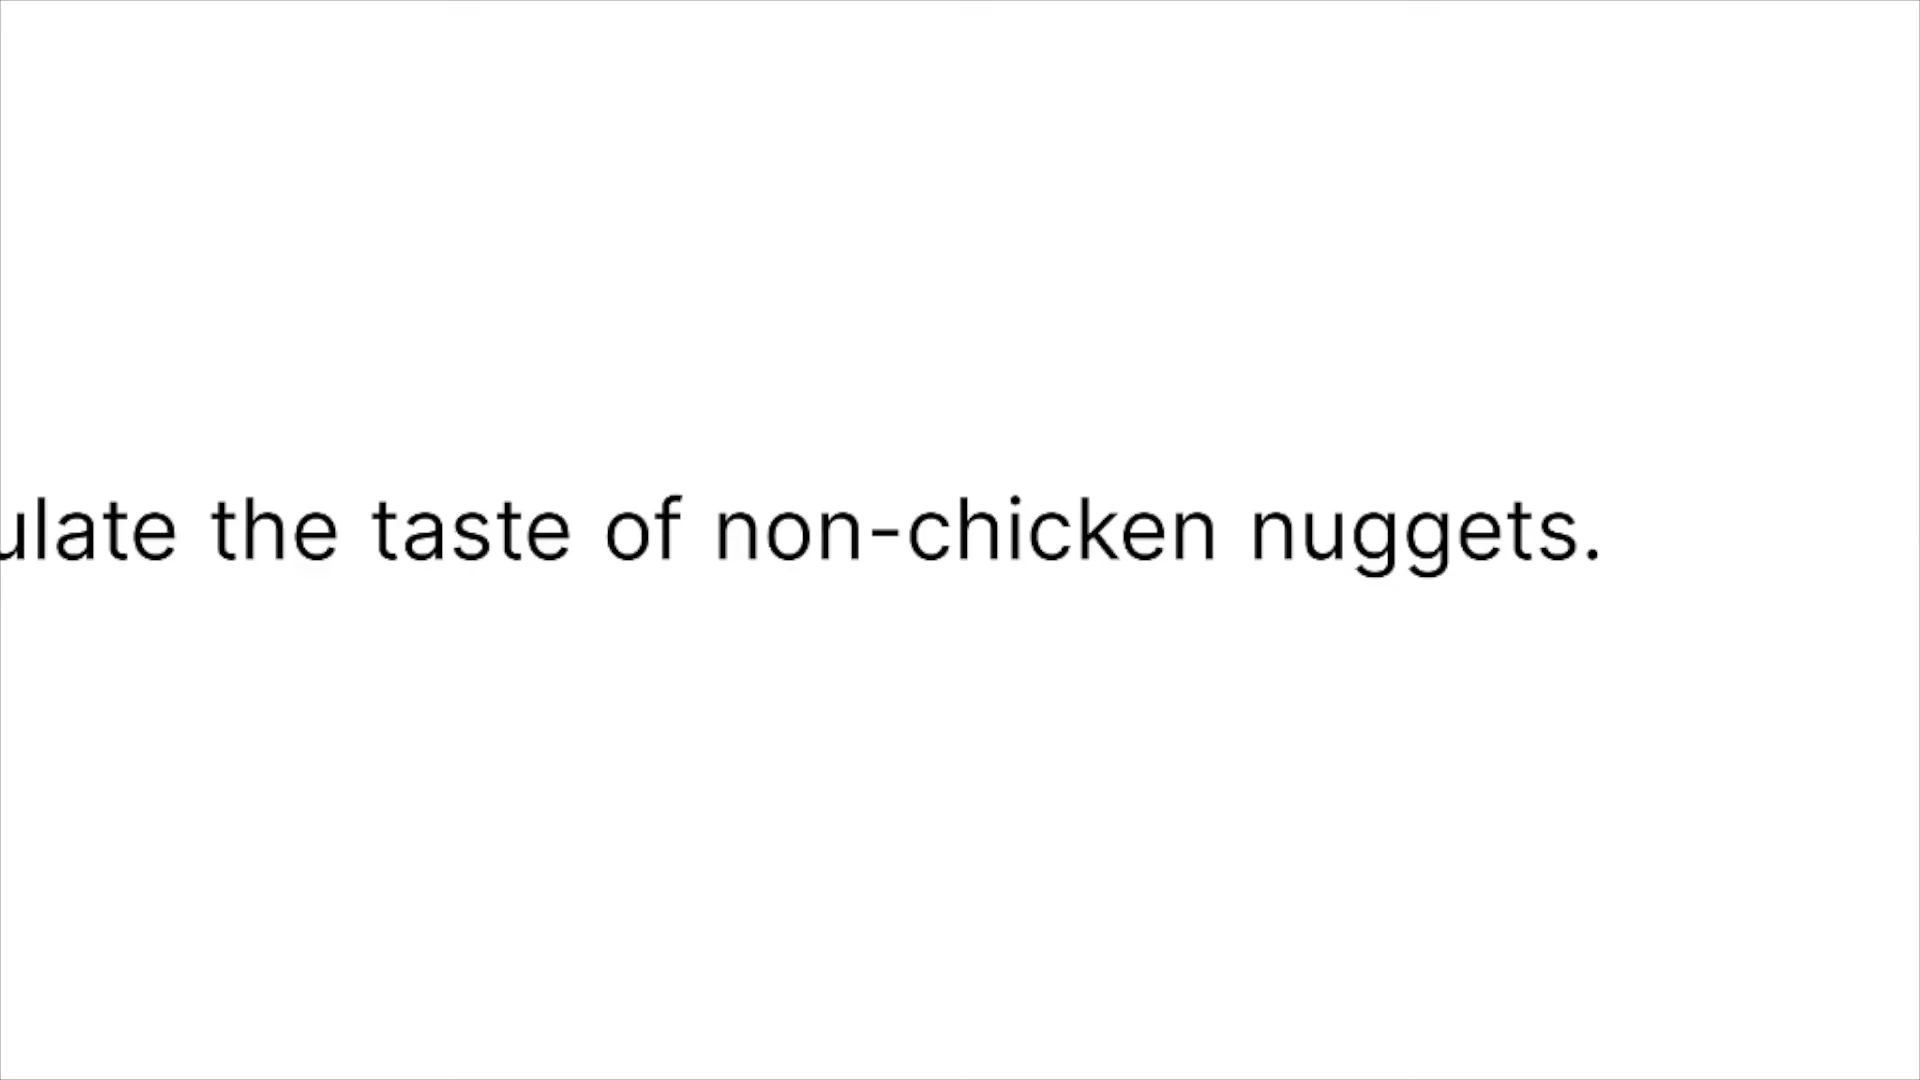 ulate the taste of non-chicken nuggets.